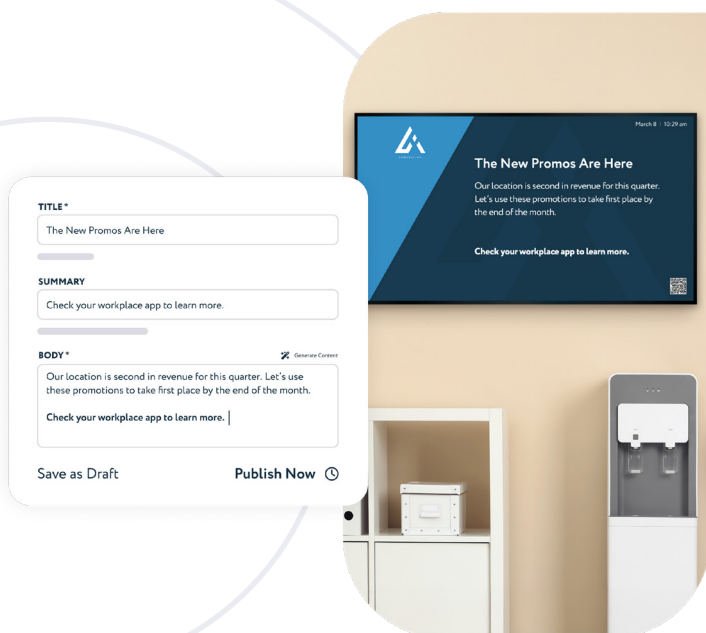 TITLE*
The New Promos Are Here
SUMMARY
Check your workplace app to learn more.
BODY*
Generate Content
Our location is second in revenue for this quarter. Let's use
these promotions to take first place by the end of the month.
Check your workplace app to learn more.
Save as Draft
Publish Now
March 8 | 10:29 am
The New Promos Are Here
Our location is second in revenue for this quarter.
Let's use these promotions to take first place by
the end of the month.
Check your workplace app to learn more.